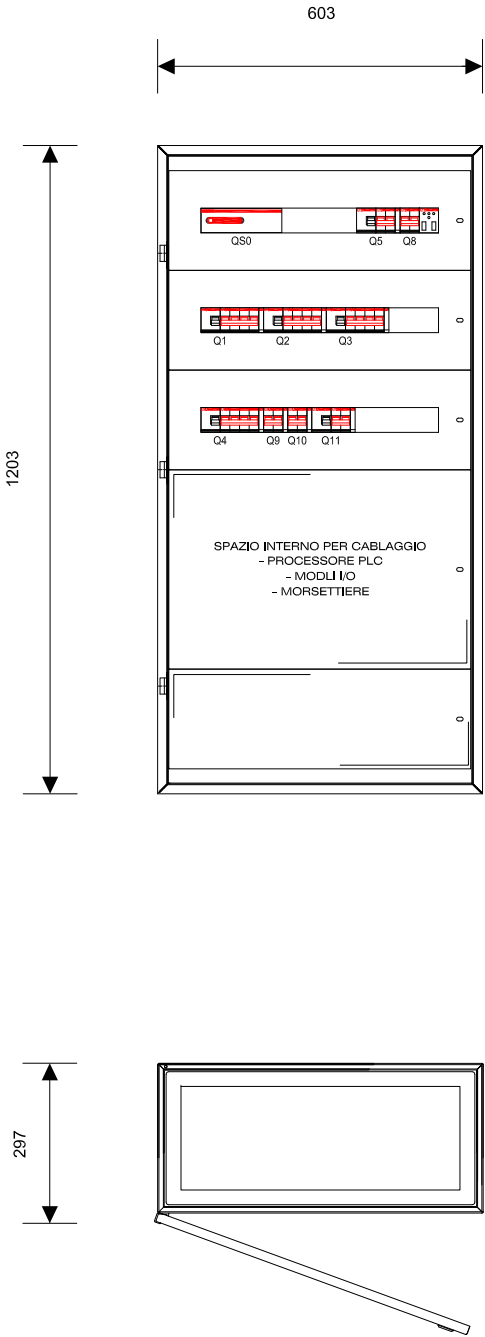 603
QS0 Q5 Q8
Q1 Q2 Q3
Q4 Q9 Q10 Q11
1203
SPAZIO INTERNO PER CABLAGGIO
- PROCESSORE PLC
- MODLI I/O
- MORSETTIERE
297